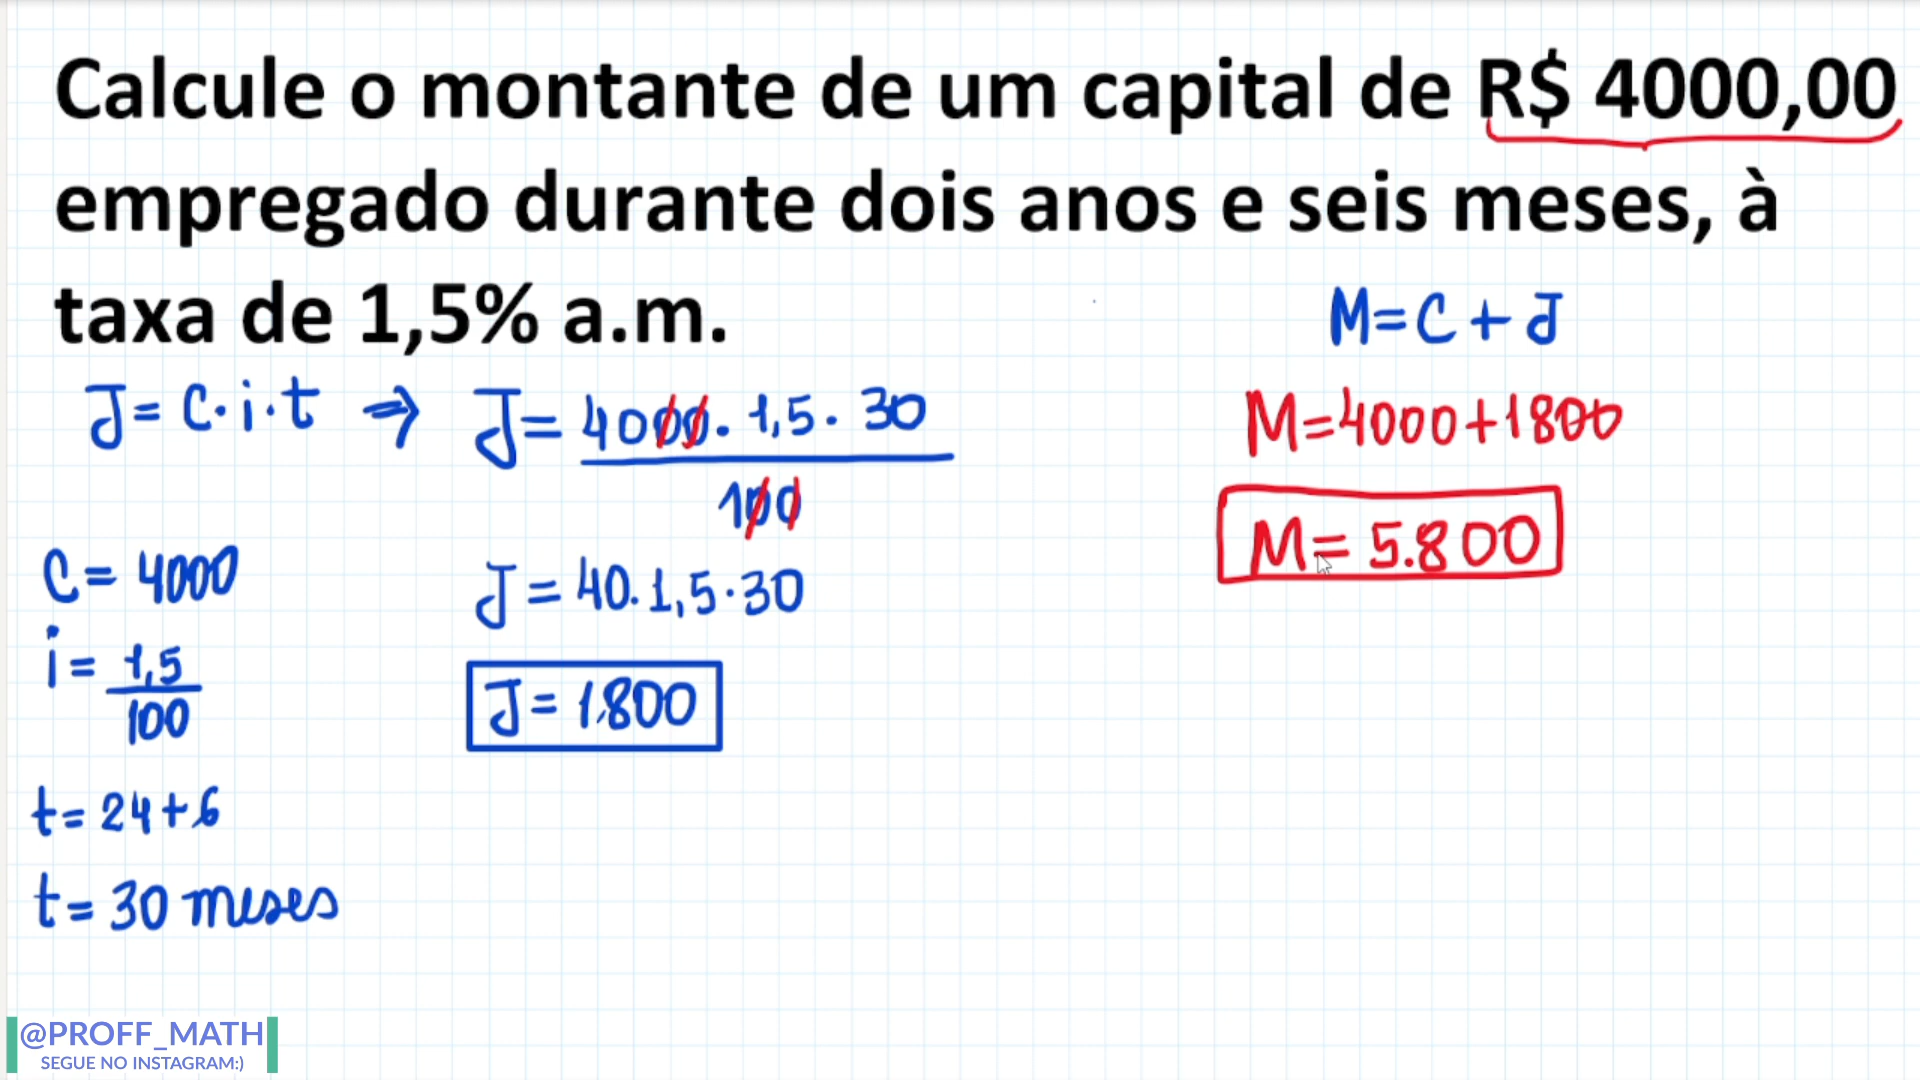 Calcule o montante de um capital de R$ 4000,00
empregado durante dois anos e seis meses, à
taxa de 1,5% a.m.
J = C . i . t ⇒ J = 4000 . 1,5 . 30
100
C = 4000
i = 1,5
100
t = 24 + 6
t = 30 meses
J = 40 . 1,5 . 30
J = 1.800
M = C + J
M = 4000 + 1800
M = 5.800
@PROFF_MATH
SEGUE NO INSTAGRAM:)